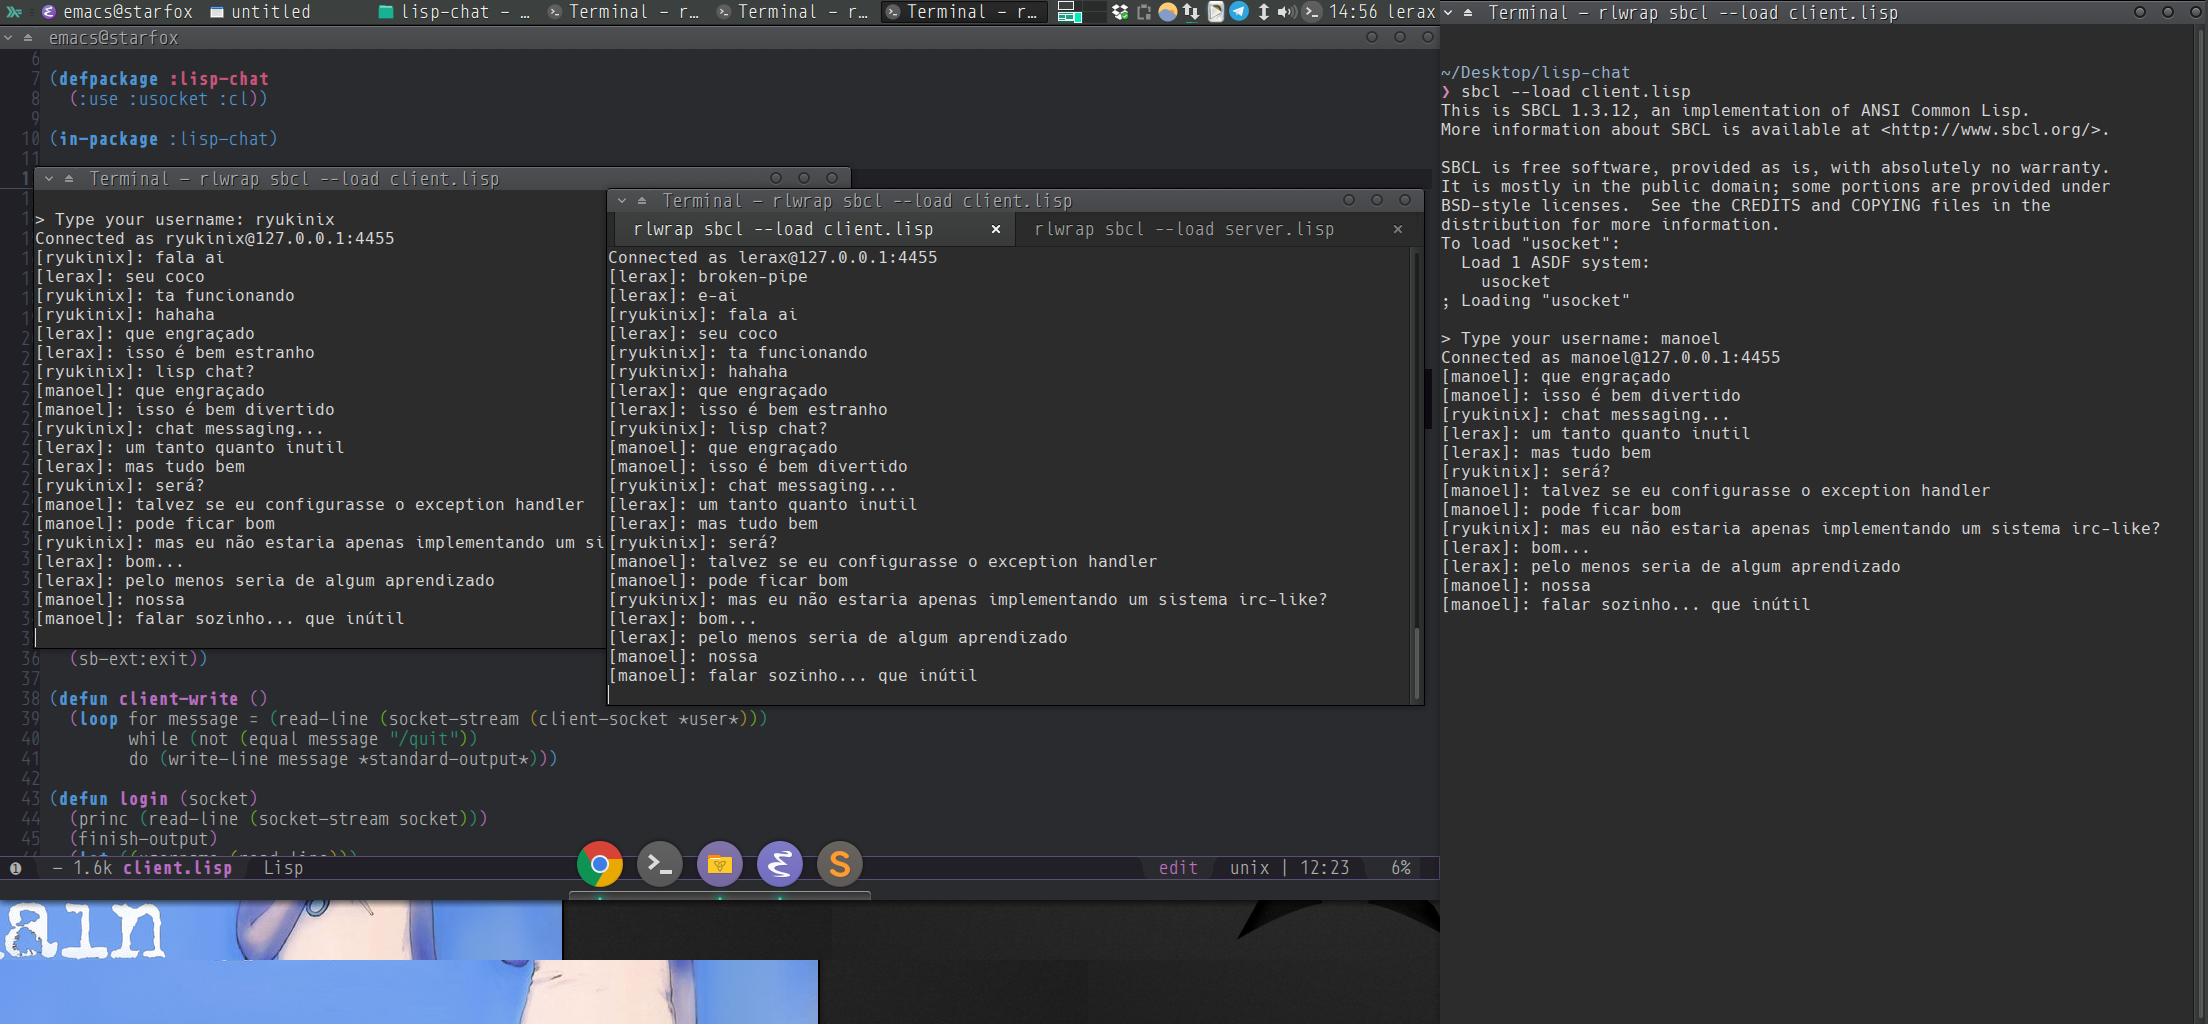 emacs@starfox
untitled
lisp-chat - ...
Terminal - r...
Terminal - r...
Terminal - r...
14:56 lerax
emacs@starfox
6
7 (defpackage :lisp-chat
8 (:use :usocket :cl))
9
10 (in-package :lisp-chat)
11
Terminal - rlwrap sbcl --load client.lisp
> Type your username: ryukinix
Connected as ryukinix@127.0.0.1:4455
[ryukinix]: fala ai
[lerax]: seu coco
[ryukinix]: ta funcionando
[ryukinix]: hahaha
[lerax]: que engraçado
[lerax]: isso é bem estranho
[ryukinix]: lisp chat?
[manoel]: que engraçado
[manoel]: isso é bem divertido
[ryukinix]: chat messaging...
[lerax]: um tanto quanto inutil
[lerax]: mas tudo bem
[ryukinix]: será?
[manoel]: talvez se eu configurasse o exception handler
[manoel]: pode ficar bom
[ryukinix]: mas eu não estaria apenas implementando um si
[lerax]: bom...
[lerax]: pelo menos seria de algum aprendizado
[manoel]: nossa
[manoel]: falar sozinho... que inútil
Terminal - rlwrap sbcl --load client.lisp
rlwrap sbcl --load client.lisp ×
rlwrap sbcl --load server.lisp ×
Connected as lerax@127.0.0.1:4455
[lerax]: broken-pipe
[lerax]: e-ai
[ryukinix]: fala ai
[lerax]: seu coco
[ryukinix]: ta funcionando
[ryukinix]: hahaha
[lerax]: que engraçado
[lerax]: isso é bem estranho
[ryukinix]: lisp chat?
[manoel]: que engraçado
[manoel]: isso é bem divertido
[ryukinix]: chat messaging...
[lerax]: um tanto quanto inutil
[lerax]: mas tudo bem
[ryukinix]: será?
[manoel]: talvez se eu configurasse o exception handler
[manoel]: pode ficar bom
[ryukinix]: mas eu não estaria apenas implementando um sistema irc-like?
[lerax]: bom...
[lerax]: pelo menos seria de algum aprendizado
[manoel]: nossa
[manoel]: falar sozinho... que inútil
36 (sb-ext:exit))
37
38 (defun client-write ()
39 (loop for message = (read-line (socket-stream (client-socket *user*)))
40 while (not (equal message "/quit"))
41 do (write-line message *standard-output*)))
42
43 (defun login (socket)
44 (princ (read-line (socket-stream socket)))
45 (finish-output)
- 1.6k client.lisp Lisp
edit unix | 12:23 6%
ain
Terminal - rlwrap sbcl --load client.lisp
~/Desktop/lisp-chat
❯ sbcl --load client.lisp
This is SBCL 1.3.12, an implementation of ANSI Common Lisp.
More information about SBCL is available at <http://www.sbcl.org/>.
SBCL is free software, provided as is, with absolutely no warranty.
It is mostly in the public domain; some portions are provided under
BSD-style licenses.  See the CREDITS and COPYING files in the
distribution for more information.
To load "usocket":
Load 1 ASDF system:
usocket
; Loading "usocket"
> Type your username: manoel
Connected as manoel@127.0.0.1:4455
[manoel]: que engraçado
[manoel]: isso é bem divertido
[ryukinix]: chat messaging...
[lerax]: um tanto quanto inutil
[lerax]: mas tudo bem
[ryukinix]: será?
[manoel]: talvez se eu configurasse o exception handler
[manoel]: pode ficar bom
[ryukinix]: mas eu não estaria apenas implementando um sistema irc-like?
[lerax]: bom...
[lerax]: pelo menos seria de algum aprendizado
[manoel]: nossa
[manoel]: falar sozinho... que inútil